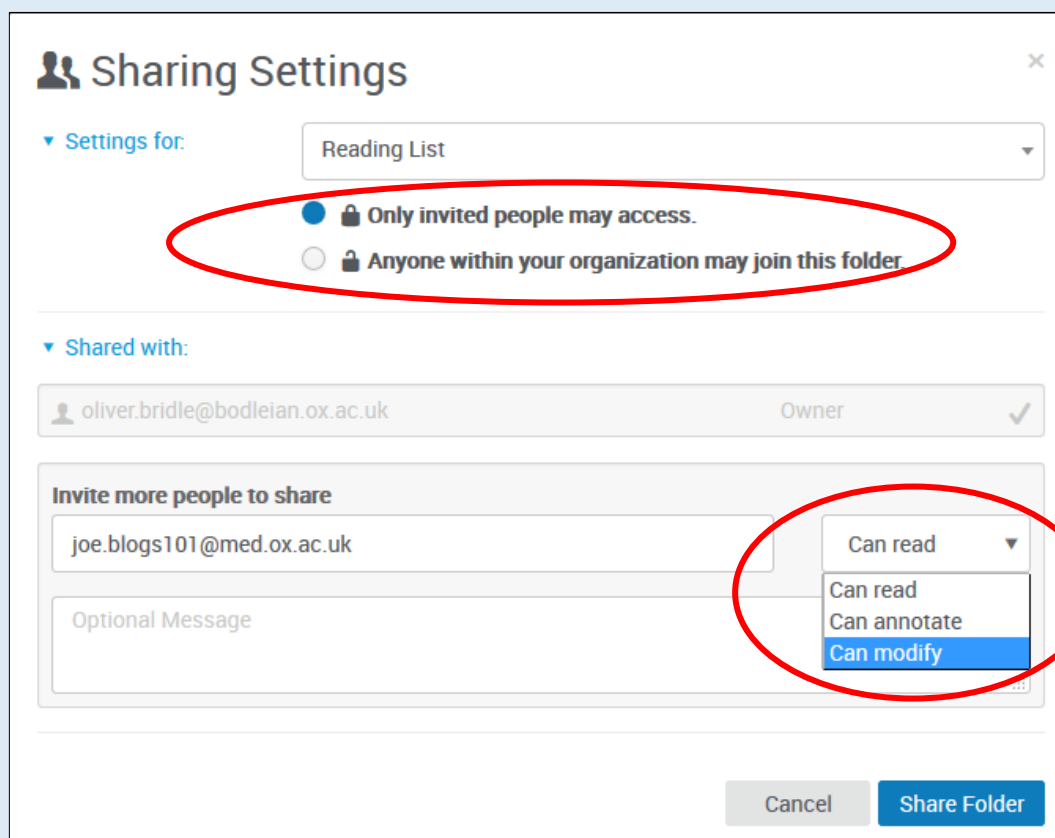 Sharing Settings
×
Settings for:
Reading List
Only invited people may access.
Anyone within your organization may join this folder.
Shared with:
oliver.bridle@bodleian.ox.ac.uk Owner
Invite more people to share
joe.blogs101@med.ox.ac.uk Can read
Can read
Optional Message
Can annotate
Can modify
Cancel Share Folder